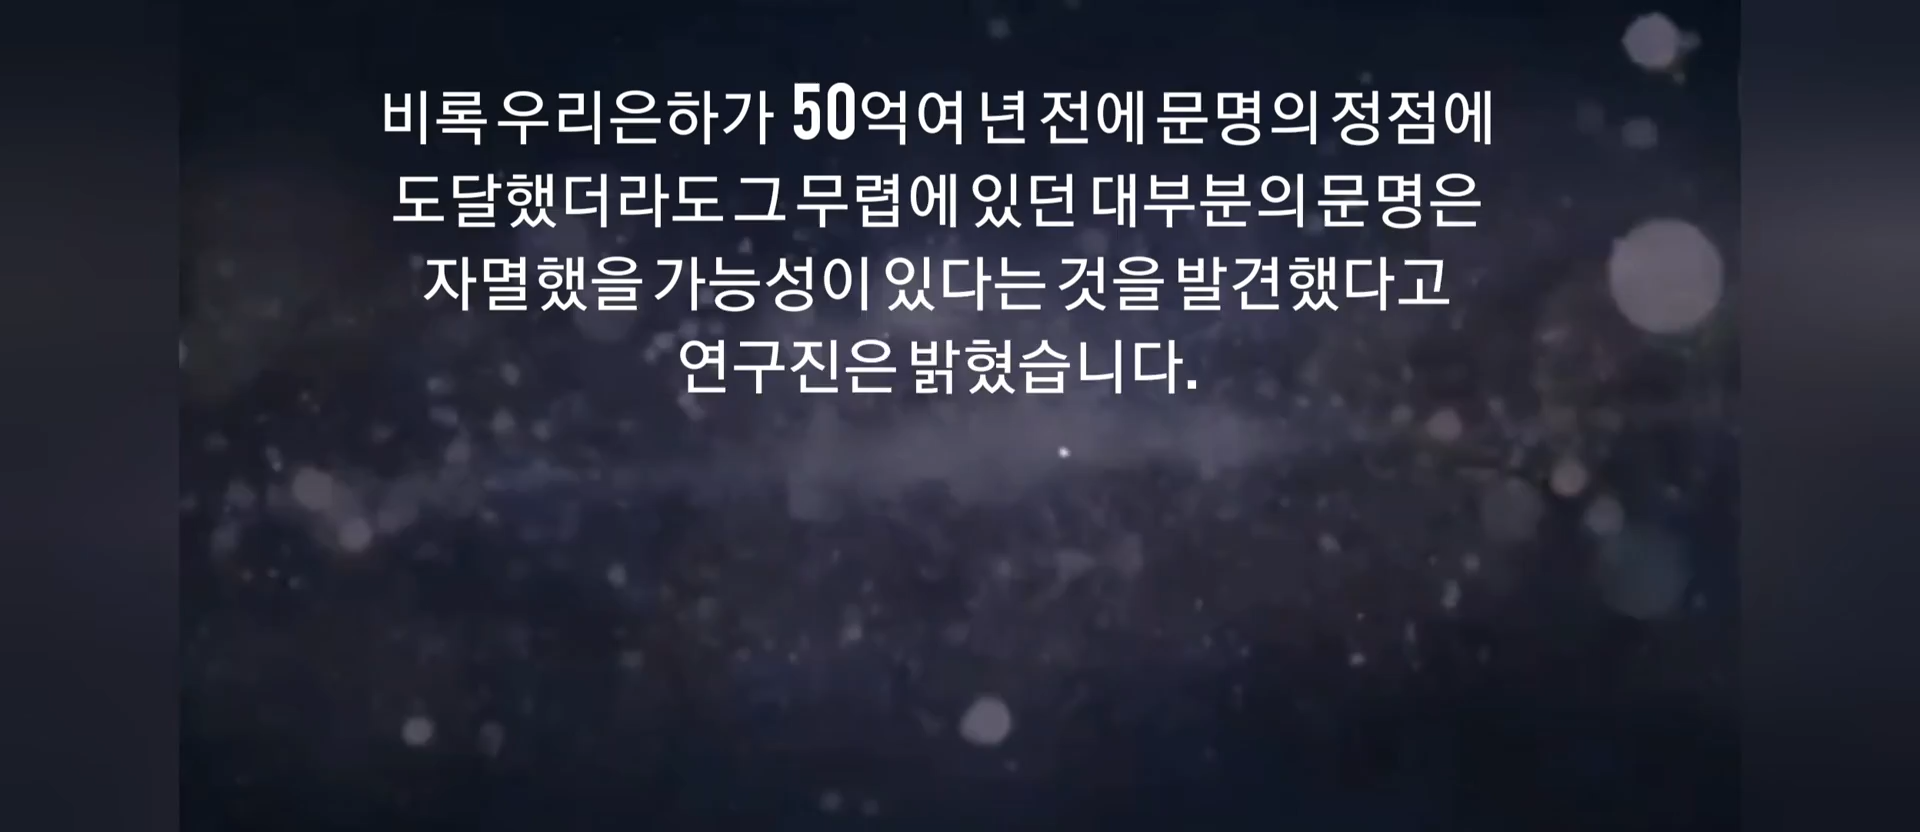 비록 우리은하가 50억여 년 전에 문명의 정점에
도달했더라도 그 무렵에 있던 대부분의 문명은
자멸했을 가능성이 있다는 것을 발견했다고
연구진은 밝혔습니다.